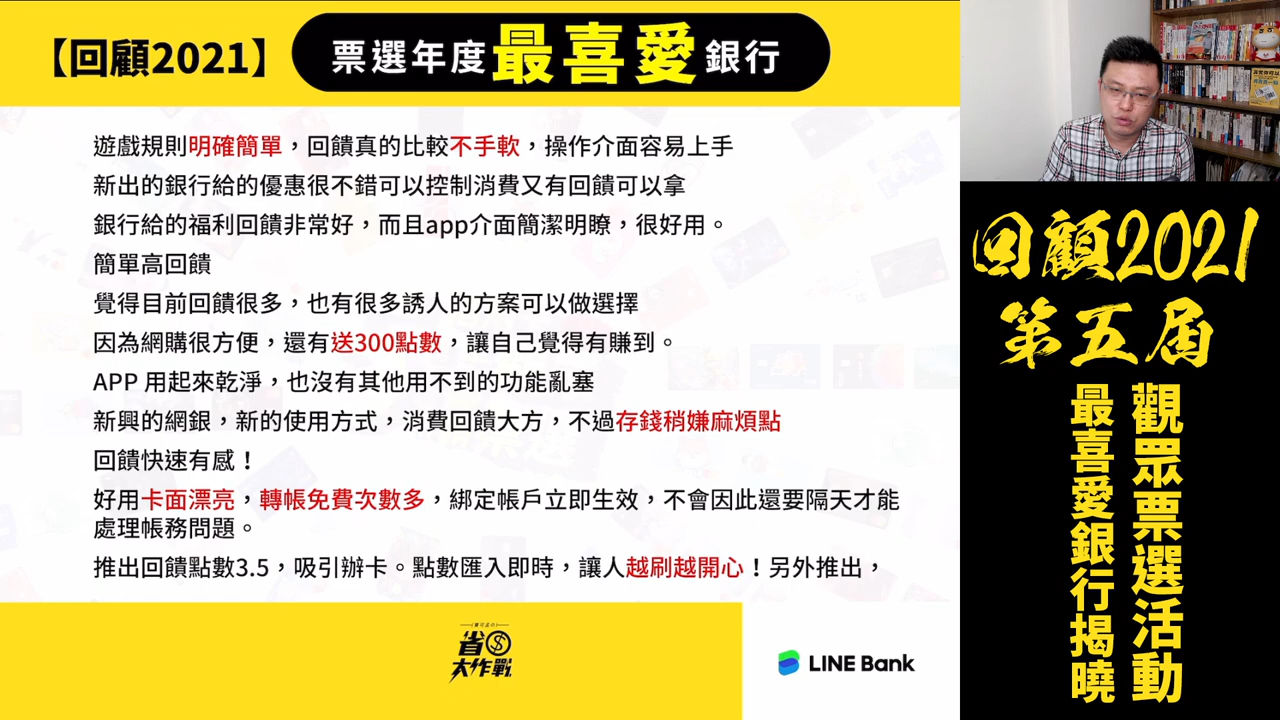 【回顧2021】
票選年度最喜愛銀行
遊戲規則明確簡單，回饋真的比較不手軟，操作介面容易上手
新出的銀行給的優惠很不錯可以控制消費又有回饋可以拿
銀行給的福利回饋非常好，而且app介面簡潔明瞭，很好用。
簡單高回饋
覺得目前回饋很多，也有很多誘人的方案可以做選擇
因為網購很方便，還有送300點數，讓自己覺得有賺到。
APP 用起來乾淨，也沒有其他用不到的功能亂塞
新興的網銀，新的使用方式，消費回饋大方，不過存錢稍嫌麻煩點
回饋快速有感！
好用卡面漂亮，轉帳免費次數多，綁定帳戶立即生效，不會因此還要隔天才能
處理帳務問題。
推出回饋點數3.5，吸引辦卡。點數匯入即時，讓人越刷越開心！另外推出，
省
大作戰
LINE Bank
回顧2021
第五屆
觀眾票選活動
最喜愛銀行揭曉